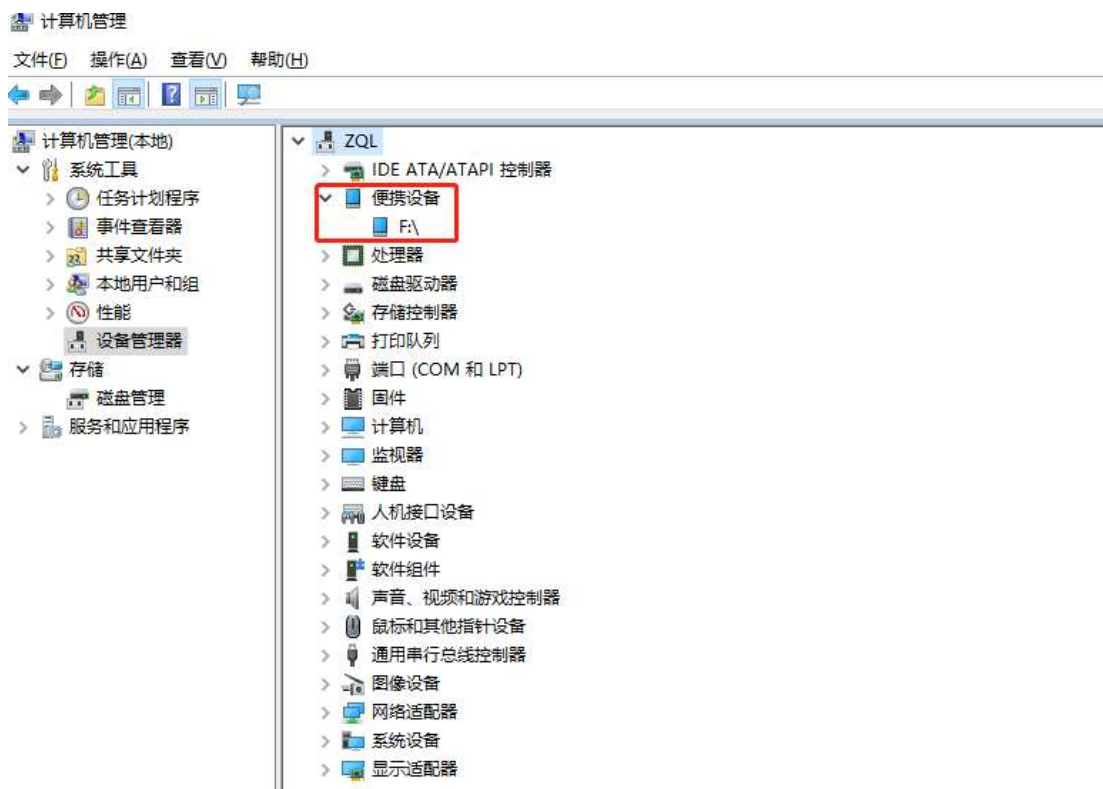 计算机管理
文件(F) 操作(A) 查看(V) 帮助(H)
计算机管理(本地)
系统工具
任务计划程序
事件查看器
共享文件夹
本地用户和组
性能
设备管理器
存储
磁盘管理
服务和应用程序
ZQL
IDE ATA/ATAPI 控制器
便携设备
F:\
处理器
磁盘驱动器
存储控制器
打印队列
端口 (COM 和 LPT)
固件
计算机
监视器
键盘
人机接口设备
软件设备
软件组件
声音、视频和游戏控制器
鼠标和其他指针设备
通用串行总线控制器
图像设备
网络适配器
系统设备
显示适配器